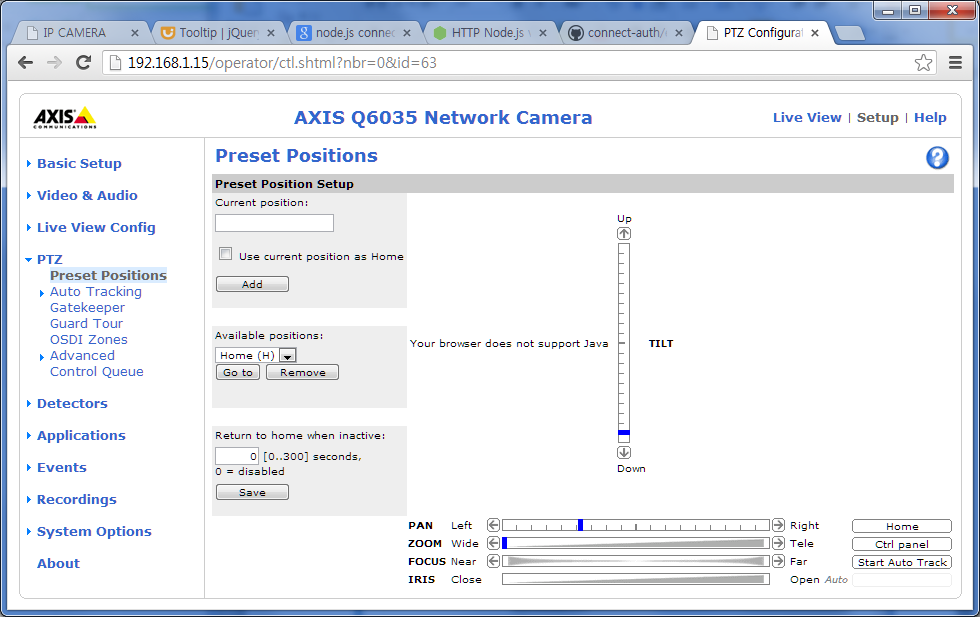 IP CAMERA
Tooltip | jQuer
node.js connec
HTTP Node.js v
connect-auth/
PTZ Configurat
192.168.1.15/operator/ctl.shtml?nbr=0&id=63
AXIS
COMMUNICATIONS
AXIS Q6035 Network Camera
Live View | Setup | Help
Basic Setup
Video & Audio
Live View Config
PTZ
Preset Positions
Auto Tracking
Gatekeeper
Guard Tour
OSDI Zones
Advanced
Control Queue
Detectors
Applications
Events
Recordings
System Options
About
Preset Positions
?
Preset Position Setup
Current position:
Use current position as Home
Add
Available positions:
Home (H)
Go to Remove
Return to home when inactive:
0 [0..300] seconds,
0 = disabled
Save
Your browser does not support Java
Up
TILT
Down
PAN Left Right Home
ZOOM Wide Tele Ctrl panel
FOCUS Near Far Start Auto Track
IRIS Close Open Auto